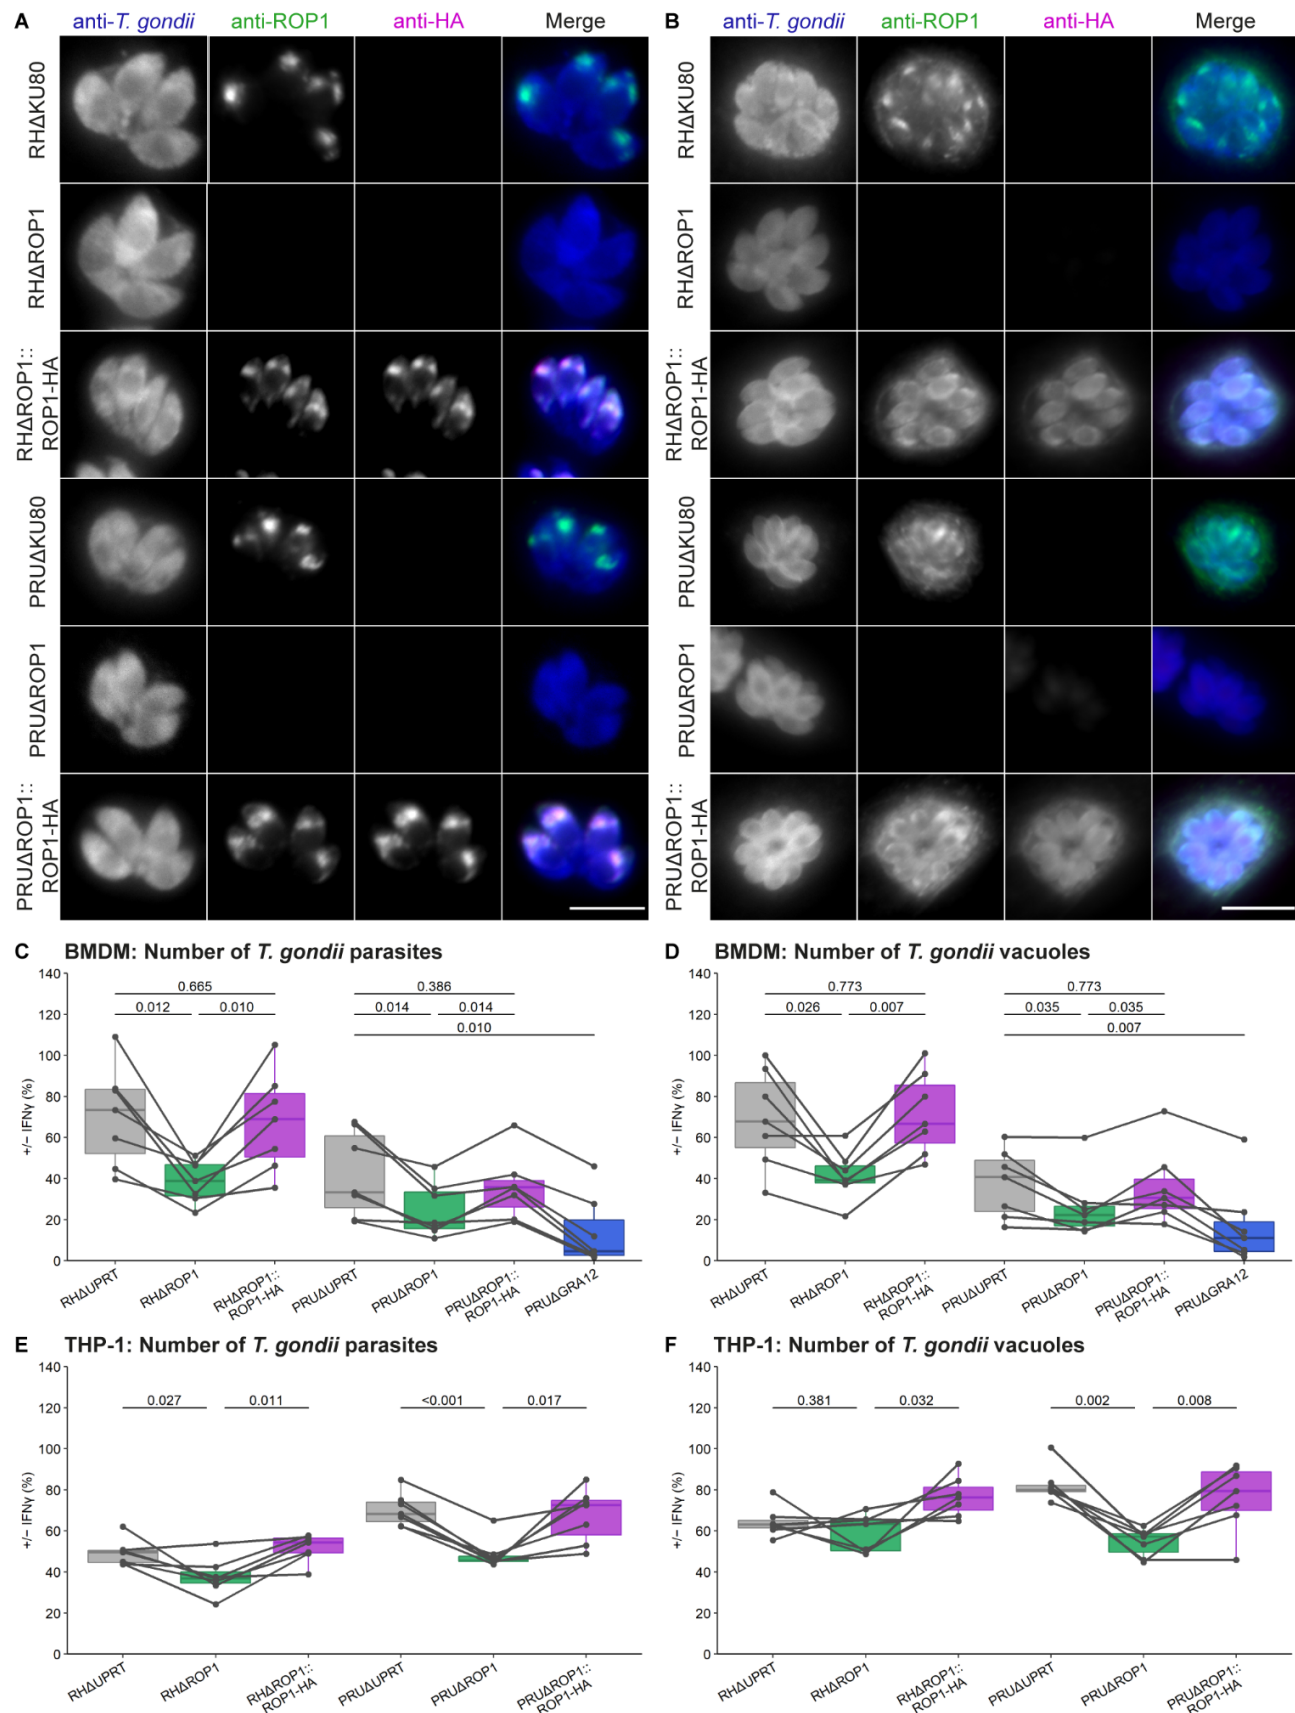 A anti-T. gondii anti-ROP1 anti-HA Merge
RHΔKU80
RHΔROP1
RHΔROP1::
ROP1-HA
PRUΔKU80
PRUΔROP1
PRUΔROP1::
ROP1-HA
B anti-T. gondii anti-ROP1 anti-HA Merge
RHΔKU80
RHΔROP1
RHΔROP1::
ROP1-HA
PRUΔKU80
PRUΔROP1
PRUΔROP1::
ROP1-HA
C BMDM: Number of T. gondii parasites
+/− IFNγ (%)
140
120
100
80
60
40
20
0
0.665
0.012 0.010
0.386
0.014 0.014
0.010
RHΔUPRT
RHΔROP1
RHΔROP1::
ROP1-HA
PRUΔUPRT
PRUΔROP1
PRUΔROP1::
ROP1-HA
PRUΔGRA12
D BMDM: Number of T. gondii vacuoles
+/− IFNγ (%)
140
120
100
80
60
40
20
0
0.773
0.026 0.007
0.773
0.035 0.035
0.007
RHΔUPRT
RHΔROP1
RHΔROP1::
ROP1-HA
PRUΔUPRT
PRUΔROP1
PRUΔROP1::
ROP1-HA
PRUΔGRA12
E THP-1: Number of T. gondii parasites
+/− IFNγ (%)
140
120
100
80
60
40
20
0
0.027 0.011 <0.001 0.017
RHΔUPRT
RHΔROP1
RHΔROP1::
ROP1-HA
PRUΔUPRT
PRUΔROP1
PRUΔROP1::
ROP1-HA
F THP-1: Number of T. gondii vacuoles
+/− IFNγ (%)
140
120
100
80
60
40
20
0
0.381 0.032 0.002 0.008
RHΔUPRT
RHΔROP1
RHΔROP1::
ROP1-HA
PRUΔUPRT
PRUΔROP1
PRUΔROP1::
ROP1-HA